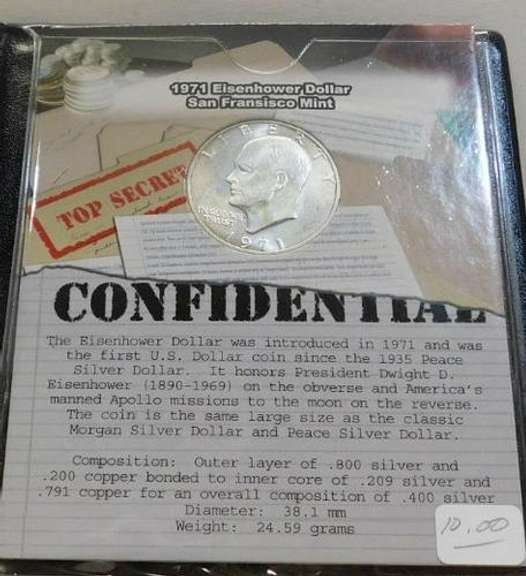 1971 Eisenhower Dollar
San Fransisco Mint
LIBERTY
IN GOD WE
TRUST
1971
TOP SECRET
CONFIDENTIAL
The Eisenhower Dollar was introduced in 1971 and was
the first U.S. Dollar coin since the 1935 Peace
Silver Dollar. It honors President Dwight D.
Eisenhower (1890-1969) on the obverse and America's
manned Apollo missions to the moon on the reverse.
The coin is the same large size as the classic
Morgan Silver Dollar and Peace Silver Dollar.
Composition: Outer layer of .800 silver and
.200 copper bonded to inner core of .209 silver and
.791 copper for an overall composition of .400 silver
Diameter: 38.1 mm
Weight: 24.59 grams
10.00